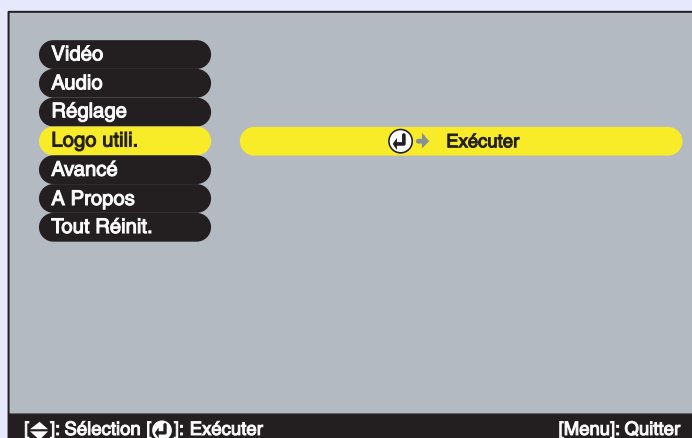 Vidéo
Audio
Réglage
Logo utili.
Exécuter
Avancé
A Propos
Tout Réinit.
[ ]: Sélection [ ]: Exécuter
[Menu]: Quitter